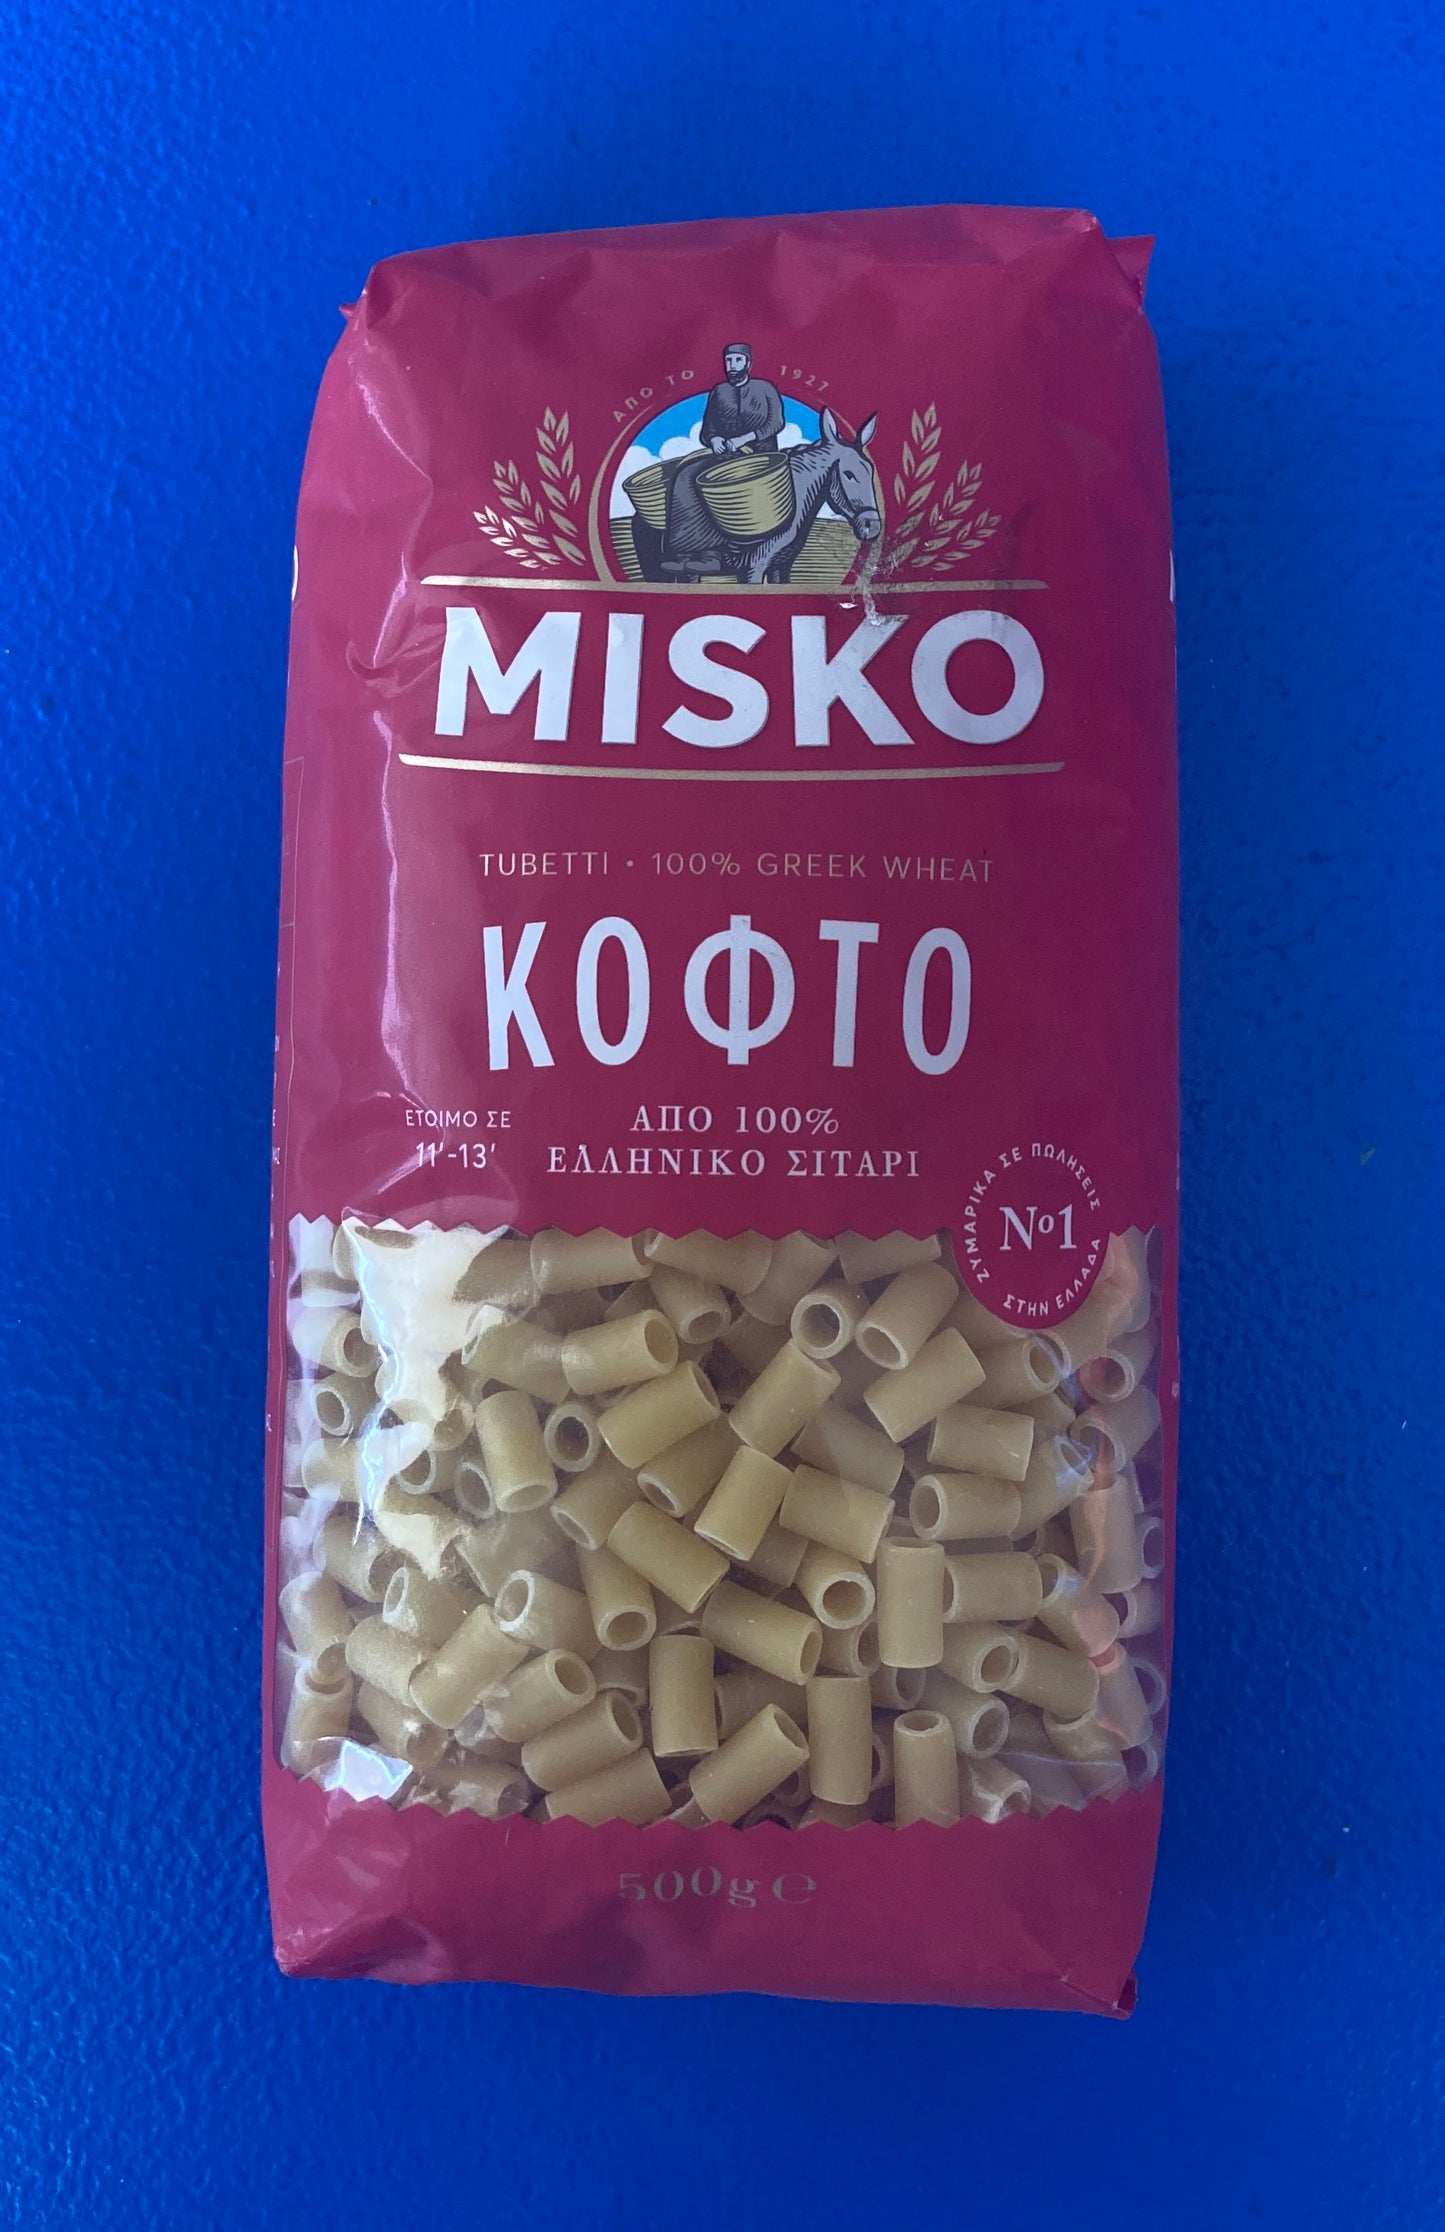 ΑΠΟ ΤΟ 1927
MISKO
TUBETTI • 100% GREEK WHEAT
ΚΟΦΤΟ
ΕΤΟΙΜΟ ΣΕ
11’-13’
ΑΠΟ 100%
ΕΛΛΗΝΙΚΟ ΣΙΤΑΡΙ
ΖΥΜΑΡΙΚΑ ΣΕ ΠΩΛΗΣΕΙΣ
Nº1
ΣΤΗΝ ΕΛΛΑΔΑ
500g ℮